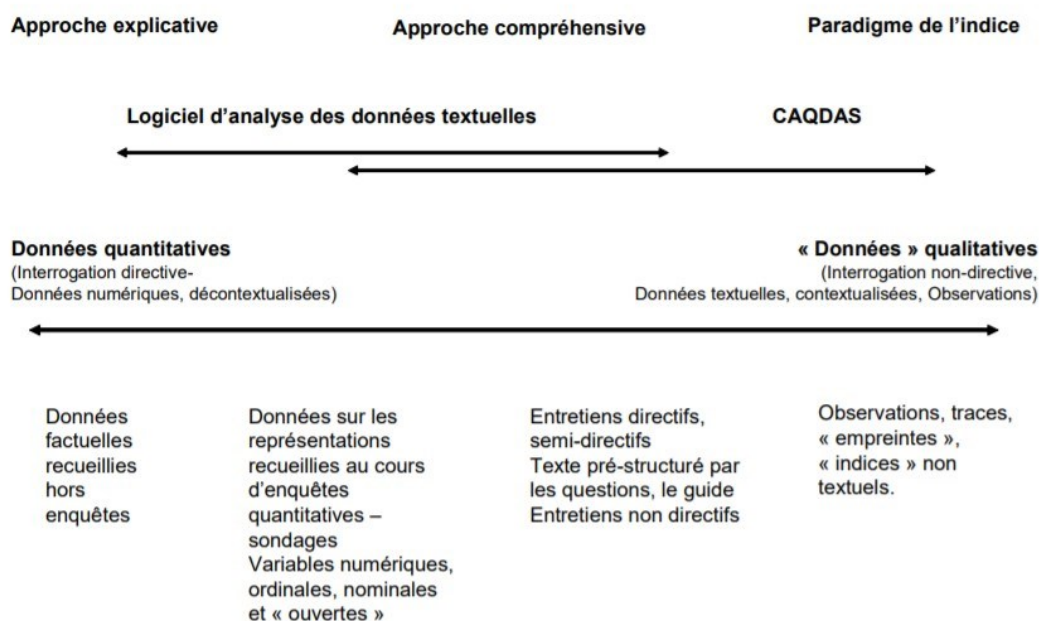 Approche explicative
Approche compréhensive
Paradigme de l'indice
Logiciel d'analyse des données textuelles
CAQDAS
Données quantitatives
(Interrogation directive-
Données numériques, décontextualisées)
« Données » qualitatives
(Interrogation non-directive,
Données textuelles, contextualisées, Observations)
Données
factuelles
recueillies
hors
enquêtes
Données sur les
représentations
recueillies au cours
d'enquêtes
quantitatives –
sondages
Variables numériques,
ordinales, nominales
et « ouvertes »
Entretiens directifs,
semi-directifs
Texte pré-structuré par
les questions, le guide
Entretiens non directifs
Observations, traces,
« empreintes »,
« indices » non
textuels.